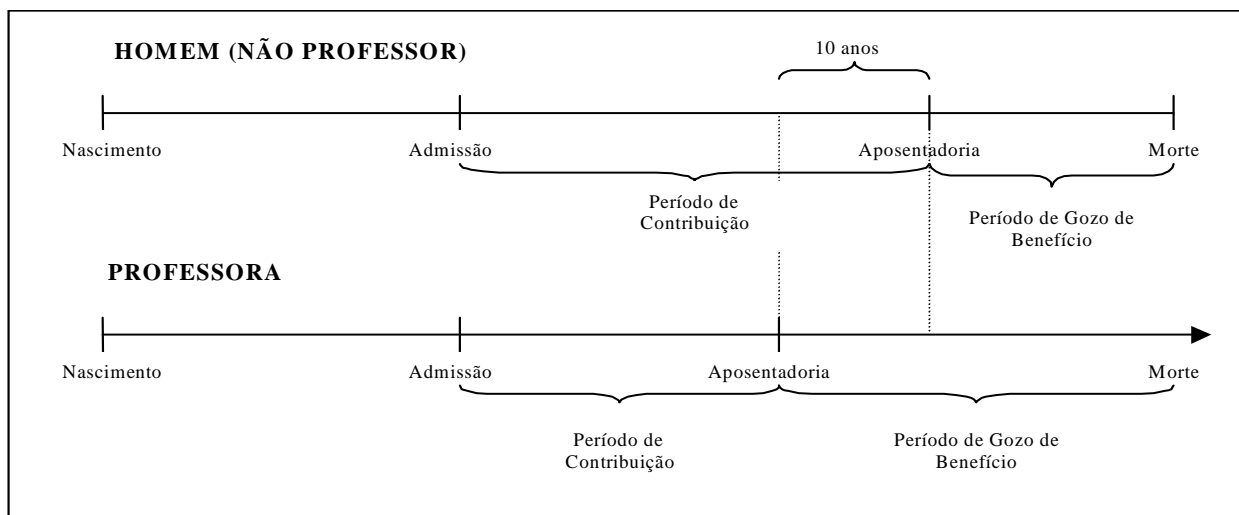 HOMEM (NÃO PROFESSOR)
10 anos
Nascimento
Admissão
Aposentadoria
Morte
Período de
Contribuição
Período de Gozo de
Benefício
PROFESSORA
Nascimento
Admissão
Aposentadoria
Morte
Período de
Contribuição
Período de Gozo de
Benefício